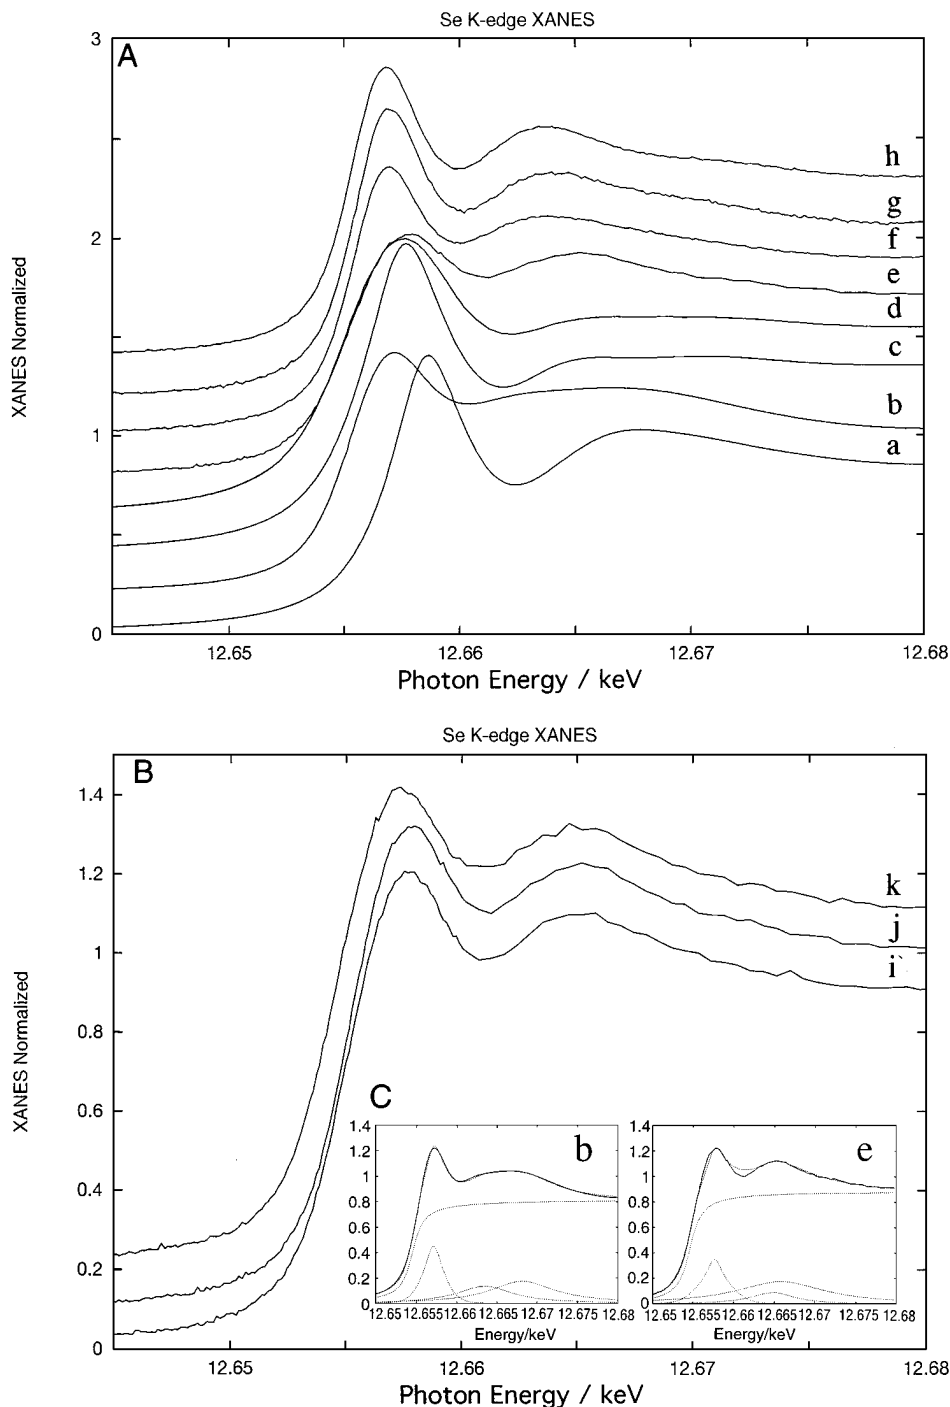 Se K-edge XANES
A
3
2
1
0
XANES Normalized
h
g
f
e
d
c
b
a
12.65
12.66
12.67
12.68
Photon Energy / keV
Se K-edge XANES
B
1.4
1.2
1
0.8
0.6
0.4
0.2
0
XANES Normalized
k
j
i
C
b
1.4
1.2
1
0.8
0.6
0.4
0.2
0
12.65 12.655 12.66 12.665 12.67 12.675 12.68
Energy/keV
e
1.4
1.2
1
0.8
0.6
0.4
0.2
0
12.65 12.655 12.66 12.665 12.67 12.675 12.68
Energy/keV
12.65
12.66
12.67
12.68
Photon Energy / keV